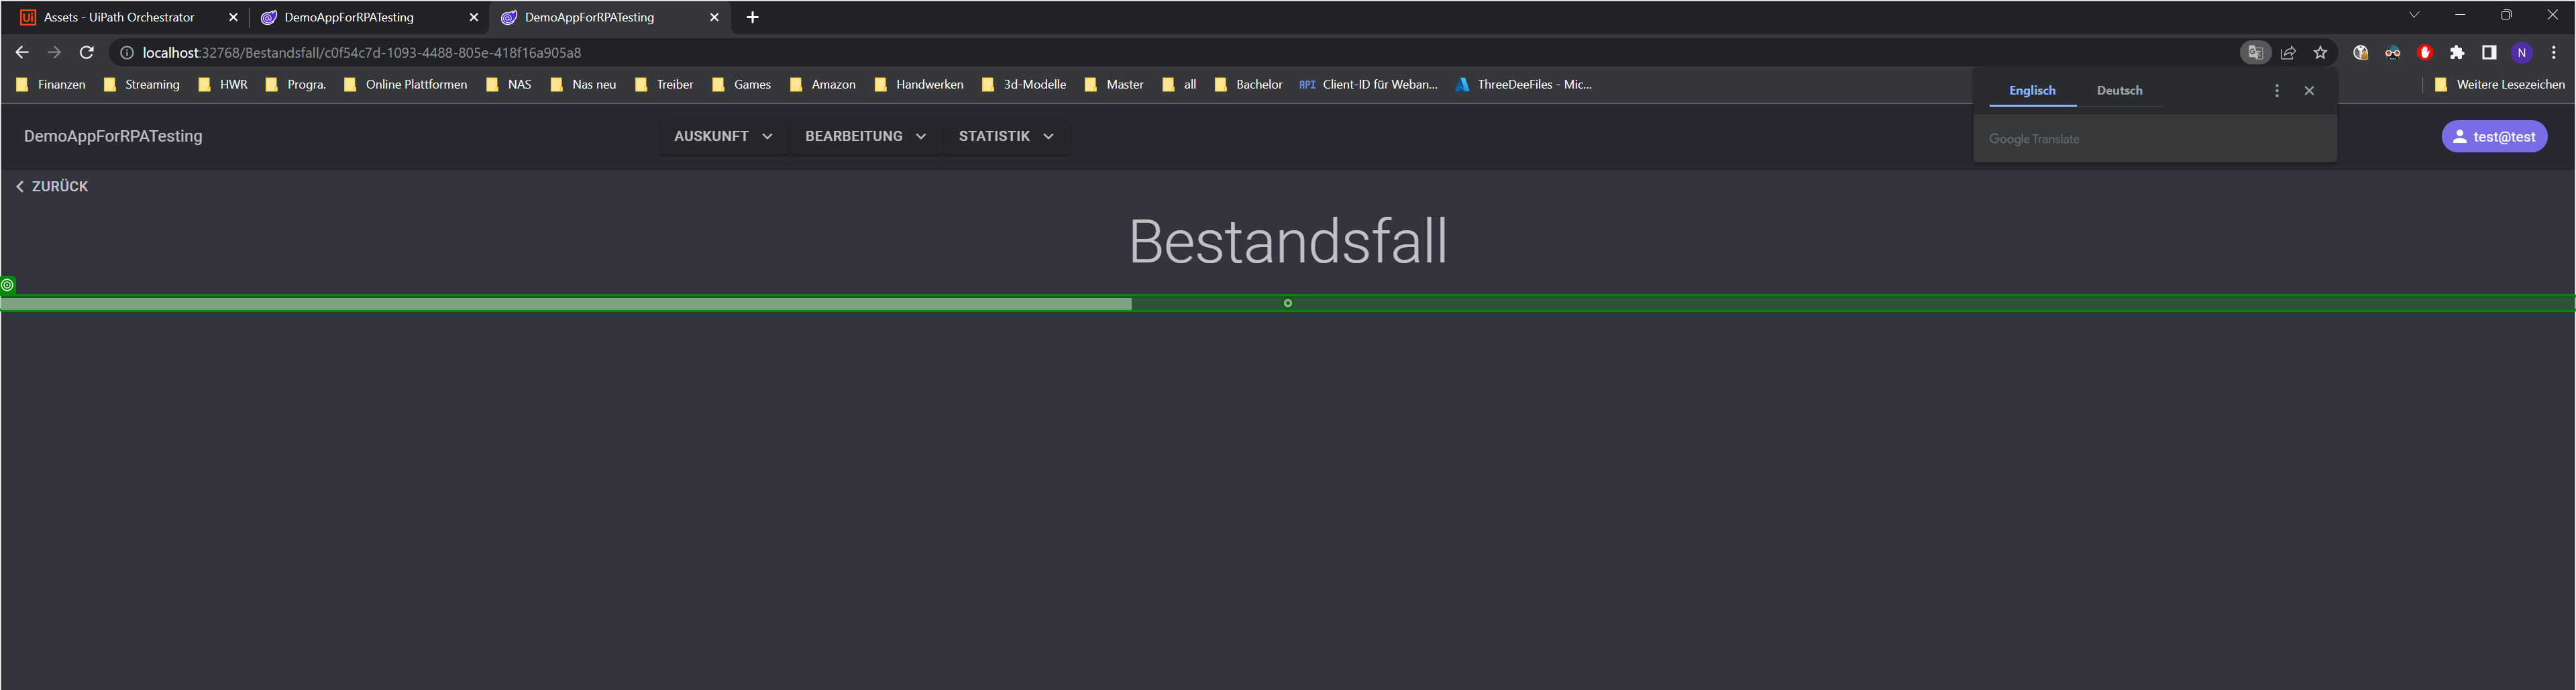 Assets - UiPath Orchestrator DemoAppForRPATesting DemoAppForRPATesting
localhost:32768/Bestandsfall/c0f54c7d-1093-4488-805e-418f16a905a8 N
Finanzen Streaming HWR Progra. Online Plattformen NAS Nas neu Treiber Games Amazon Handwerken 3d-Modelle Master all Bachelor API Client-ID für Weban... ThreeDeeFiles - Mic... Weitere Lesezeichen
Englisch Deutsch
Google Translate
DemoAppForRPATesting AUSKUNFT BEARBEITUNG STATISTIK test@test
ZURÜCK
Bestandsfall